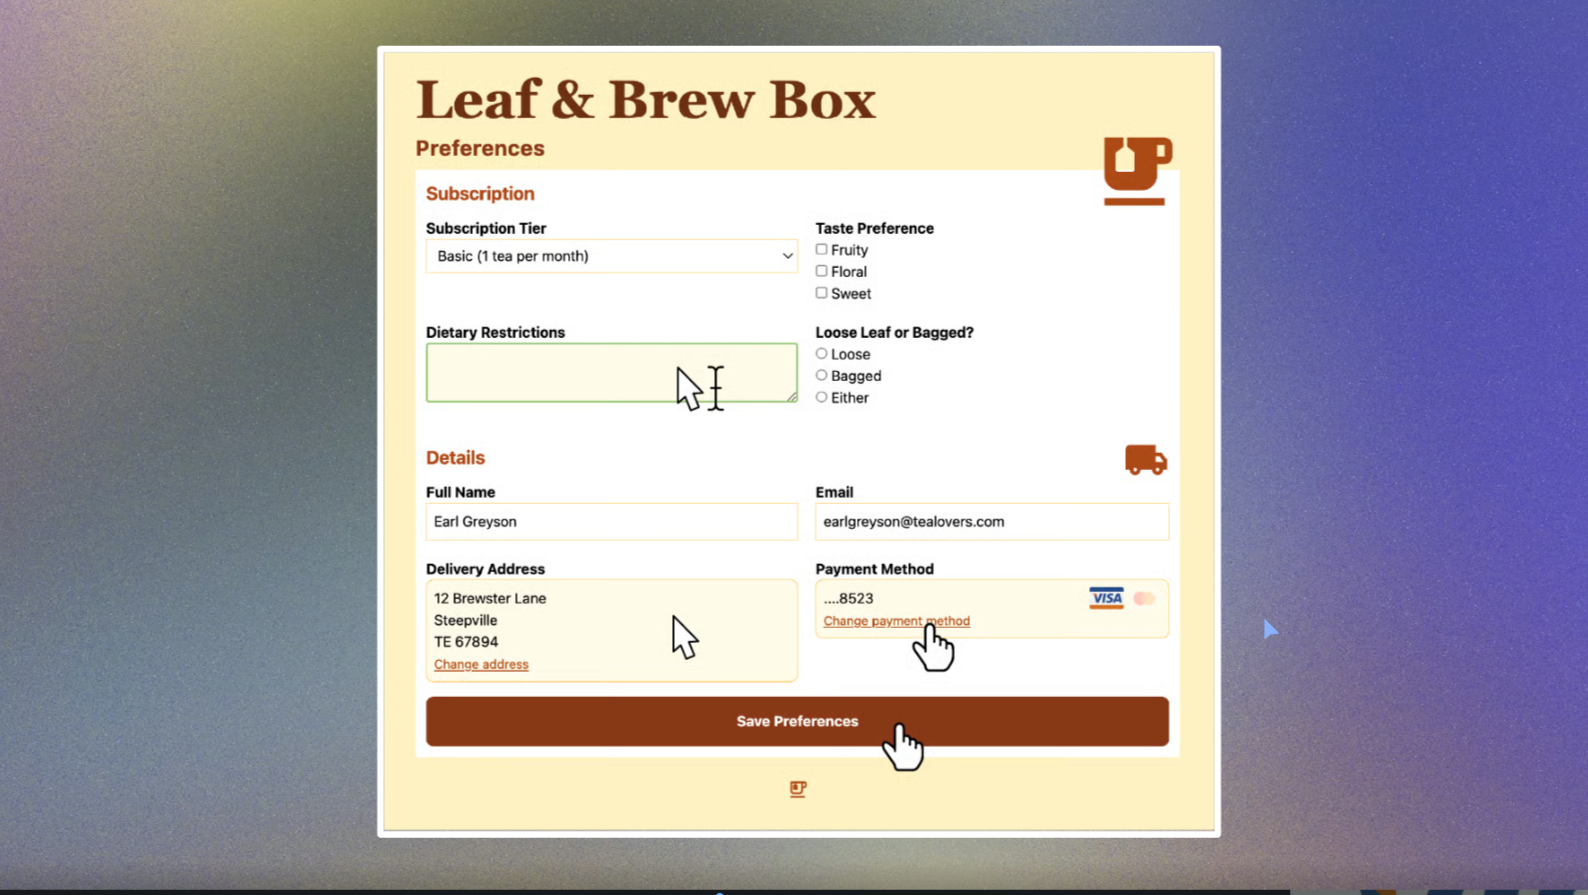 Leaf & Brew Box
Preferences
Subscription
Subscription Tier
Basic (1 tea per month)
Taste Preference
Fruity
Floral
Sweet
Dietary Restrictions
Loose Leaf or Bagged?
Loose
Bagged
Either
Details
Full Name
Earl Greyson
Email
earlgreyson@tealovers.com
Delivery Address
12 Brewster Lane
Steepville
TE 67894
Change address
Payment Method
....8523
VISA
Change payment method
Save Preferences